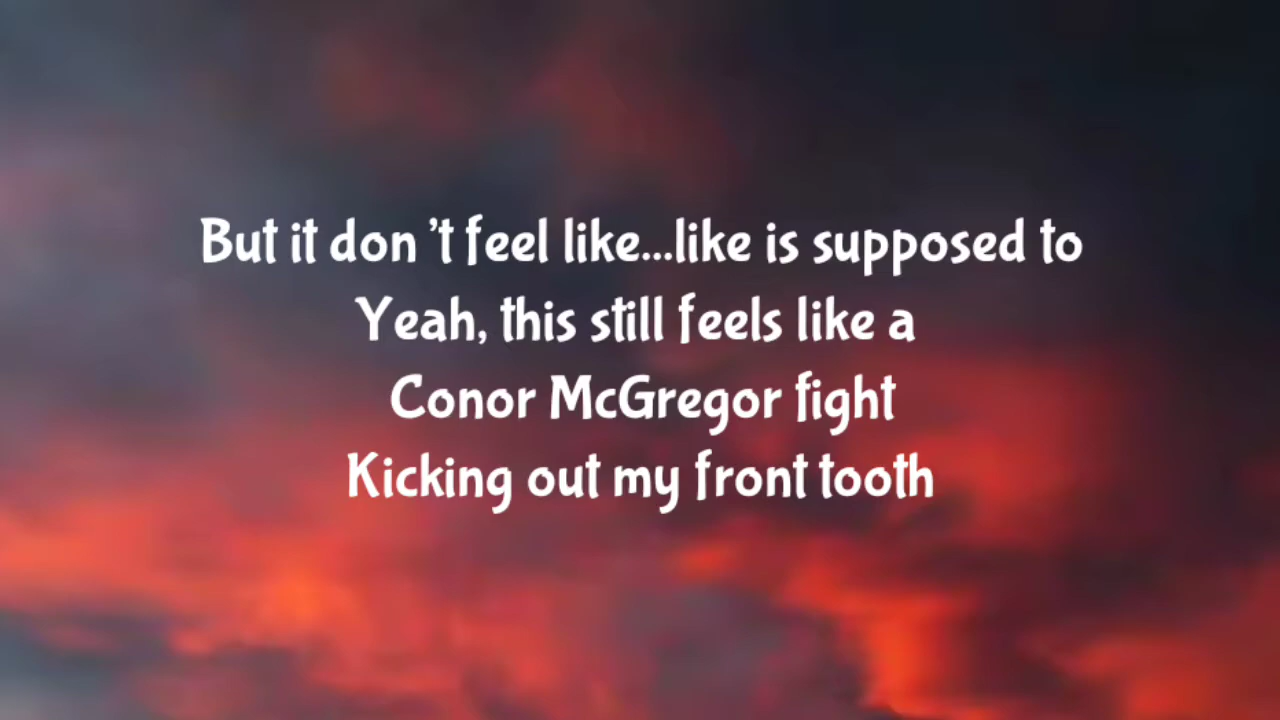 But it don 't feel like...like is supposed to
Yeah, this still feels like a
Conor McGregor fight
Kicking out my front tooth